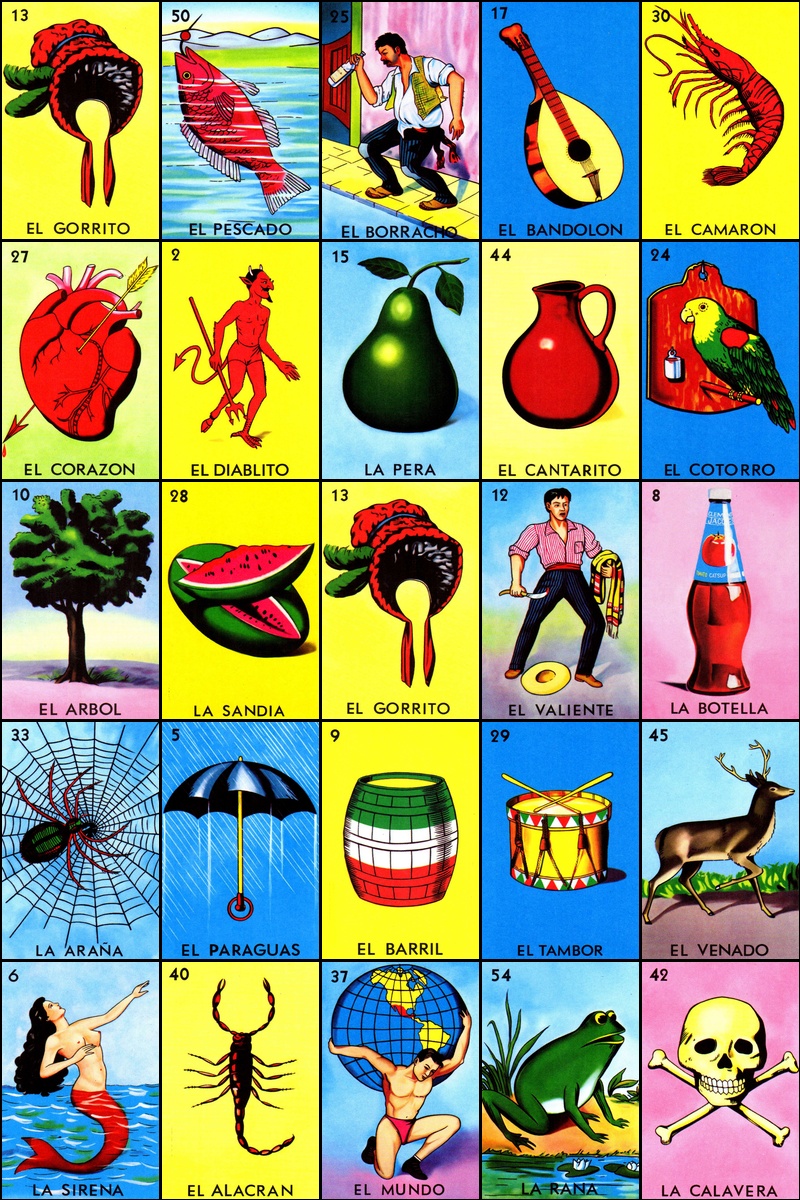 13
EL GORRITO
50
EL PESCADO
25
EL BORRACHO
17
EL BANDOLON
30
EL CAMARON
27
EL CORAZON
2
EL DIABLITO
15
LA PERA
44
EL CANTARITO
24
EL COTORRO
10
EL ARBOL
28
LA SANDIA
13
EL GORRITO
12
EL VALIENTE
8
LA BOTELLA
33
LA ARAÑA
5
EL PARAGUAS
9
EL BARRIL
29
EL TAMBOR
45
EL VENADO
6
LA SIRENA
40
EL ALACRAN
37
EL MUNDO
54
LA RANA
42
LA CALAVERA